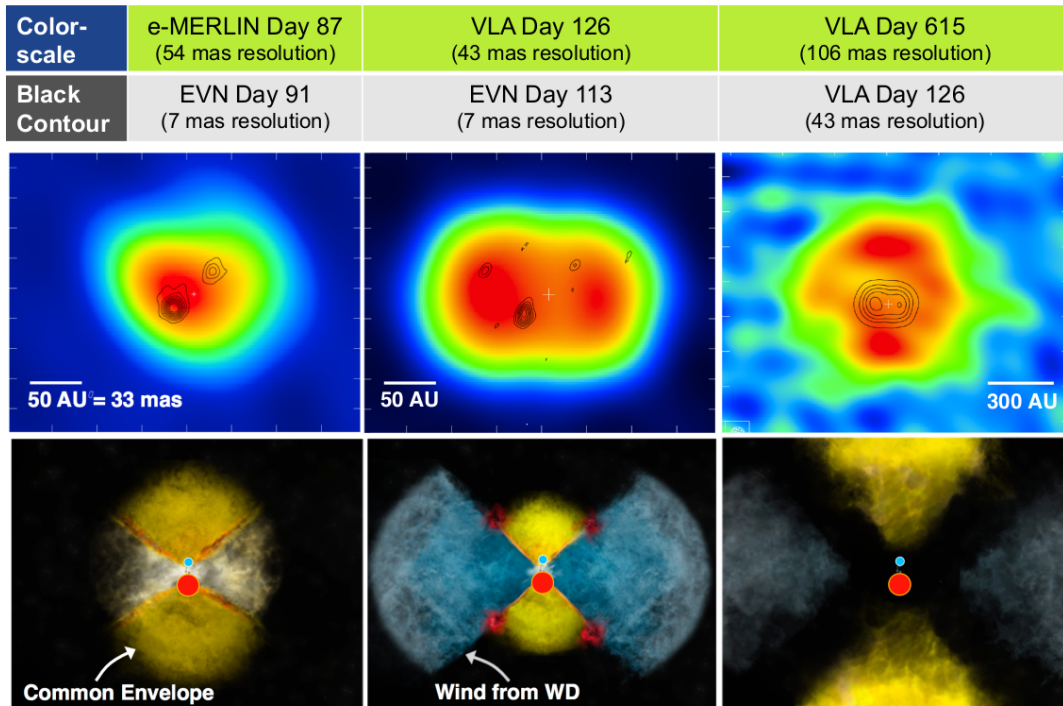 Color-scale
e-MERLIN Day 87
(54 mas resolution)
VLA Day 126
(43 mas resolution)
VLA Day 615
(106 mas resolution)
Black
Contour
EVN Day 91
(7 mas resolution)
EVN Day 113
(7 mas resolution)
VLA Day 126
(43 mas resolution)
50 AU = 33 mas
50 AU
300 AU
Common Envelope
Wind from WD